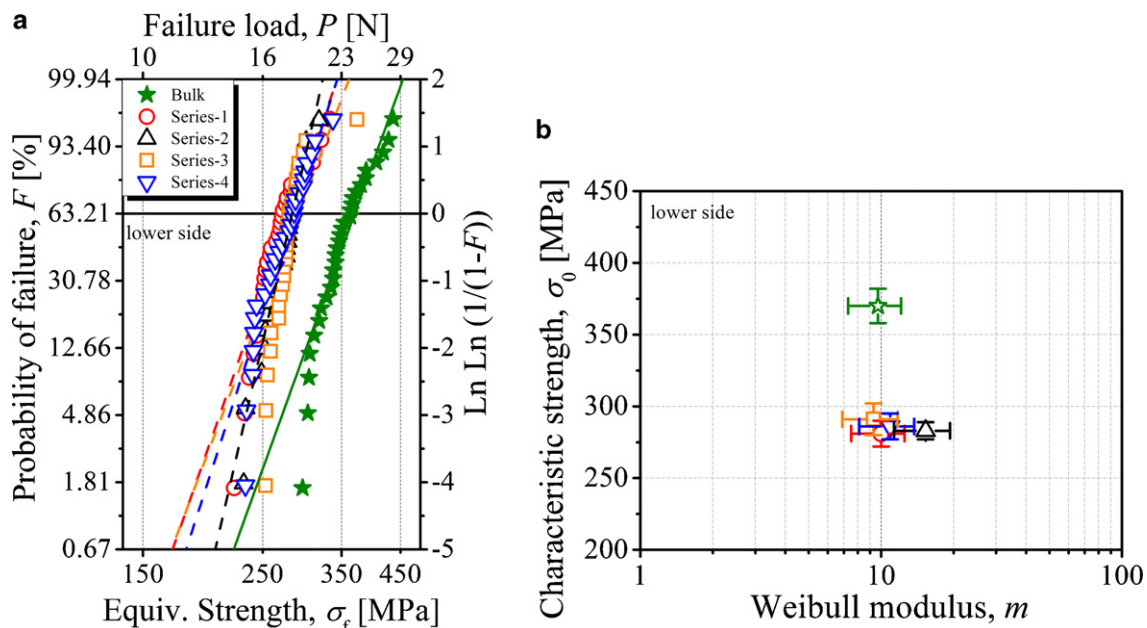 a
Failure load, P [N]
10 16 23 29
99.94
93.40
63.21
30.78
12.66
4.86
1.81
0.67
Probability of failure, F [%]
Bulk
Series-1
Series-2
Series-3
Series-4
lower side
2
1
0
-1
-2
-3
-4
-5
Ln Ln (1/(1-F))
150 250 350 450
Equiv. Strength, σf [MPa]
b
450
400
350
300
250
200
Characteristic strength, σ0 [MPa]
lower side
1 10 100
Weibull modulus, m